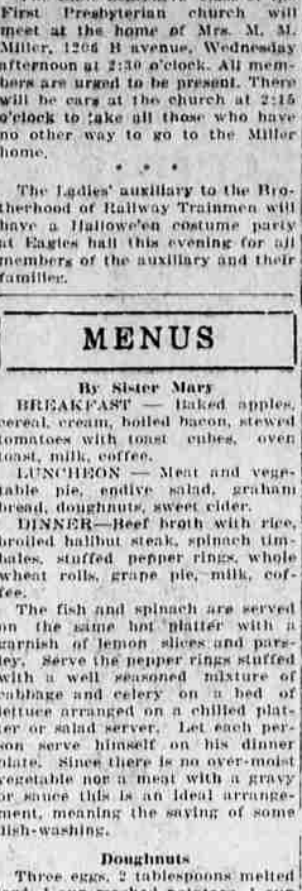 First Presbyterian church will
meet at the home of Mrs. M. M.
Miller, 1206 H avenue, Wednesday
afternoon at 2:30 o'clock. All mem-
bers are urged to be present. There
will be cars at the church at 2:15
o'clock to take all those who have
no other way to go to the Miller
home.
* * *
The Ladies' auxiliary to the Bro-
therhood of Railway Trainmen will
have a Hallowe'en costume party
at Eagles hall this evening for all
members of the auxiliary and their
families.
MENUS
By Sister Mary
BREAKFAST — Baked apples,
cereal, cream, boiled bacon, stewed
tomatoes with toast cubes, oven
toast, milk, coffee.
LUNCHEON — Meat and vege-
table pie, endive salad, graham
bread, doughnuts, sweet cider.
DINNER—Beef broth with rice,
broiled halibut steak, spinach tim-
bales, stuffed pepper rings, whole
wheat rolls, grape pie, milk, cof-
fee.
The fish and spinach are served
on the same hot platter with a
garnish of lemon slices and pars-
ley. Serve the pepper rings stuffed
with a well seasoned mixture of
cabbage and celery on a bed of
lettuce arranged on a chilled plat-
ter or salad server. Let each per-
son serve himself on his dinner
plate. Since there is no over-moist
vegetable nor a meat with a gravy
or sauce this is an ideal arrange-
ment, meaning the saving of some
dish-washing.
Doughnuts
Three eggs, 2 tablespoons melted